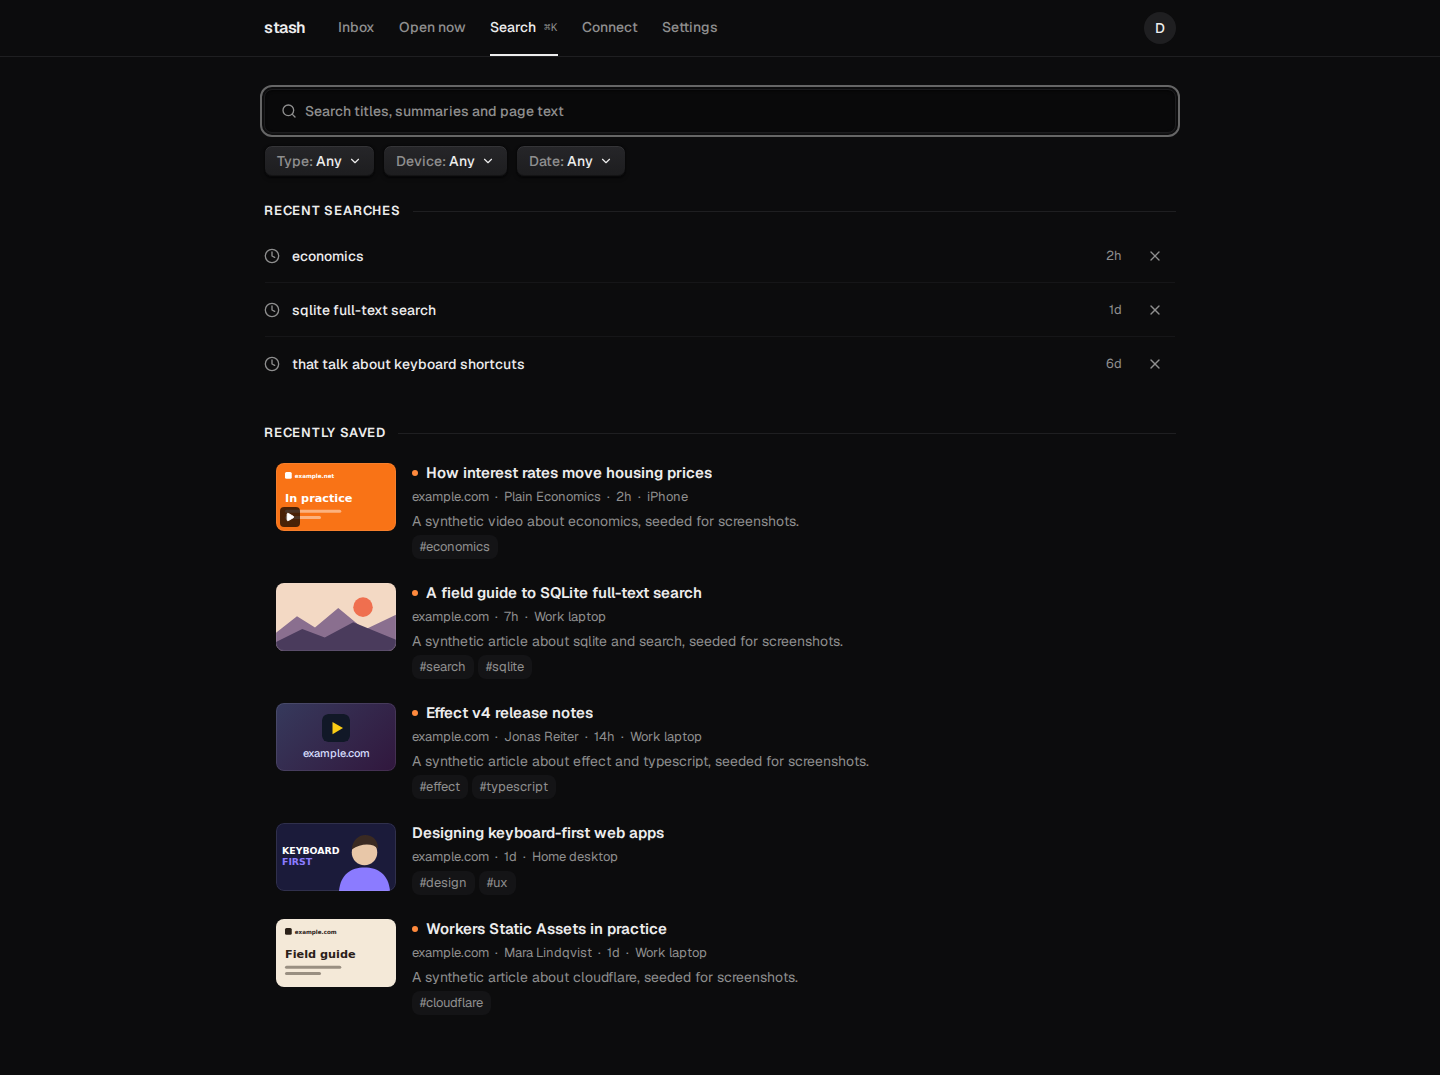 stash Inbox Open now Search ⌘K Connect Settings D
Search titles, summaries and page text
Type: Any Device: Any Date: Any
RECENT SEARCHES
economics 2h
sqlite full-text search 1d
that talk about keyboard shortcuts 6d
RECENTLY SAVED
example.net
In practice
How interest rates move housing prices
example.com · Plain Economics · 2h · iPhone
A synthetic video about economics, seeded for screenshots.
#economics
A field guide to SQLite full-text search
example.com · 7h · Work laptop
A synthetic article about sqlite and search, seeded for screenshots.
#search #sqlite
example.com
Effect v4 release notes
example.com · Jonas Reiter · 14h · Work laptop
A synthetic article about effect and typescript, seeded for screenshots.
#effect #typescript
KEYBOARD
FIRST
Designing keyboard-first web apps
example.com · 1d · Home desktop
#design #ux
example.com
Field guide
Workers Static Assets in practice
example.com · Mara Lindqvist · 1d · Work laptop
A synthetic article about cloudflare, seeded for screenshots.
#cloudflare